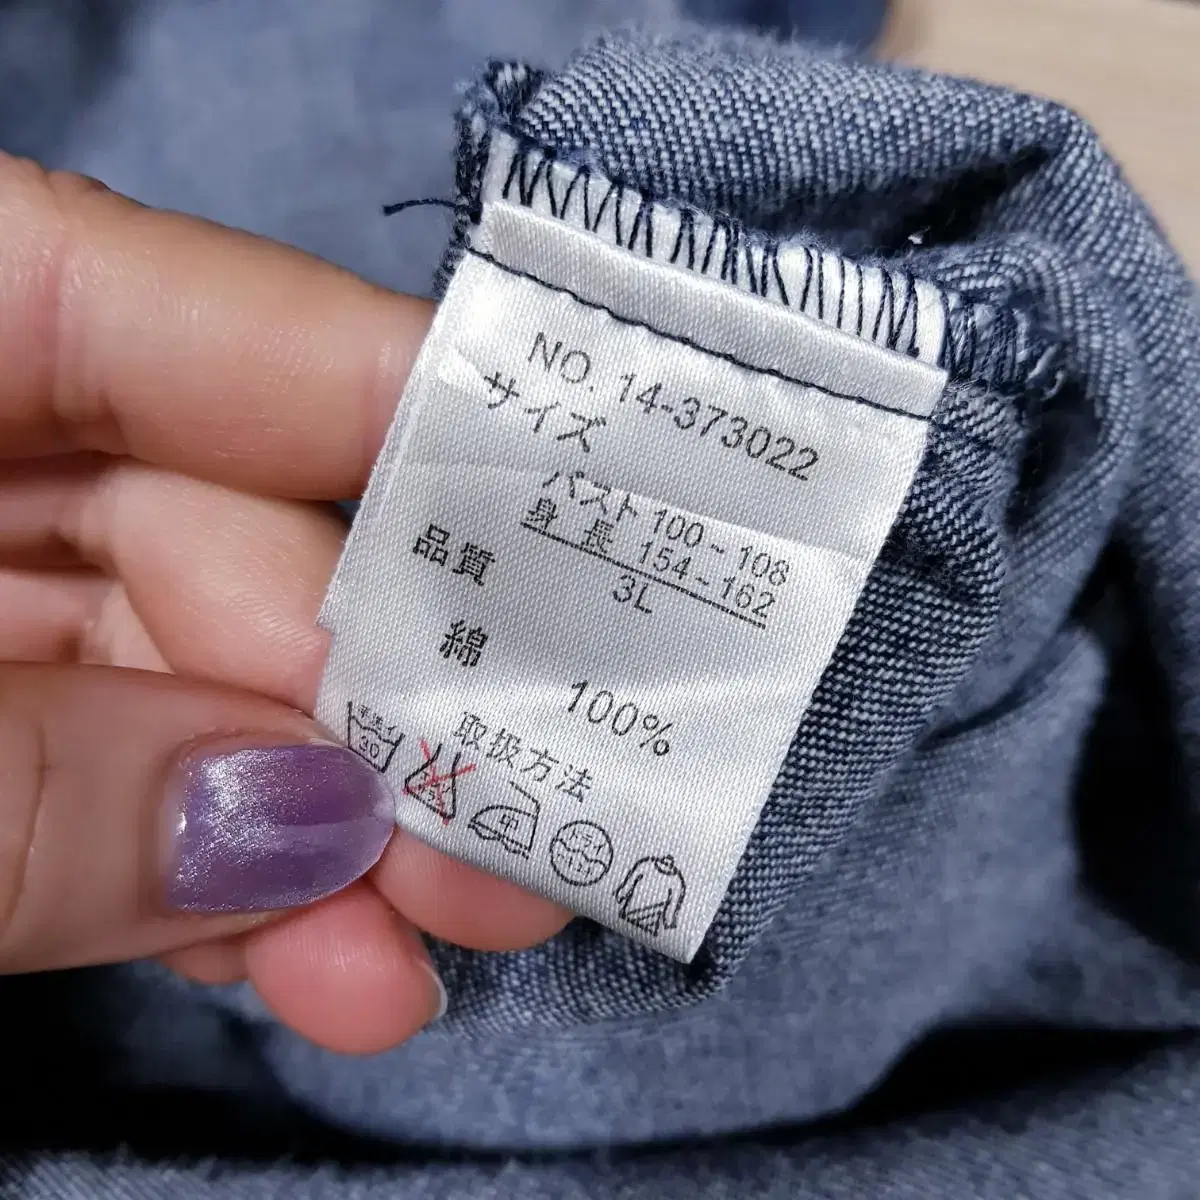 NO. 14-373022
サイズ
バスト 100~108
身長 154~162
3L
品質
綿 100%
取扱方法
30